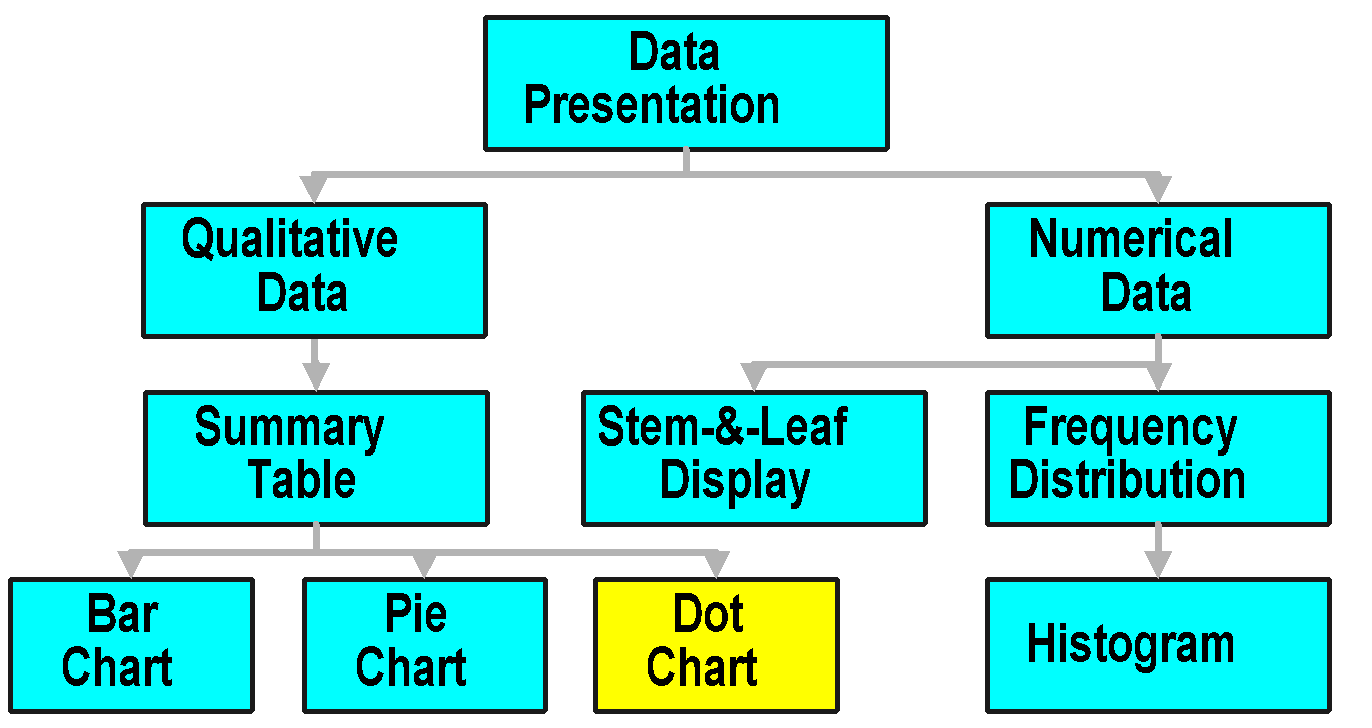 Data
Presentation
Qualitative
Data
Numerical
Data
Summary
Table
Stem-&-Leaf
Display
Frequency
Distribution
Bar
Chart
Pie
Chart
Dot
Chart
Histogram